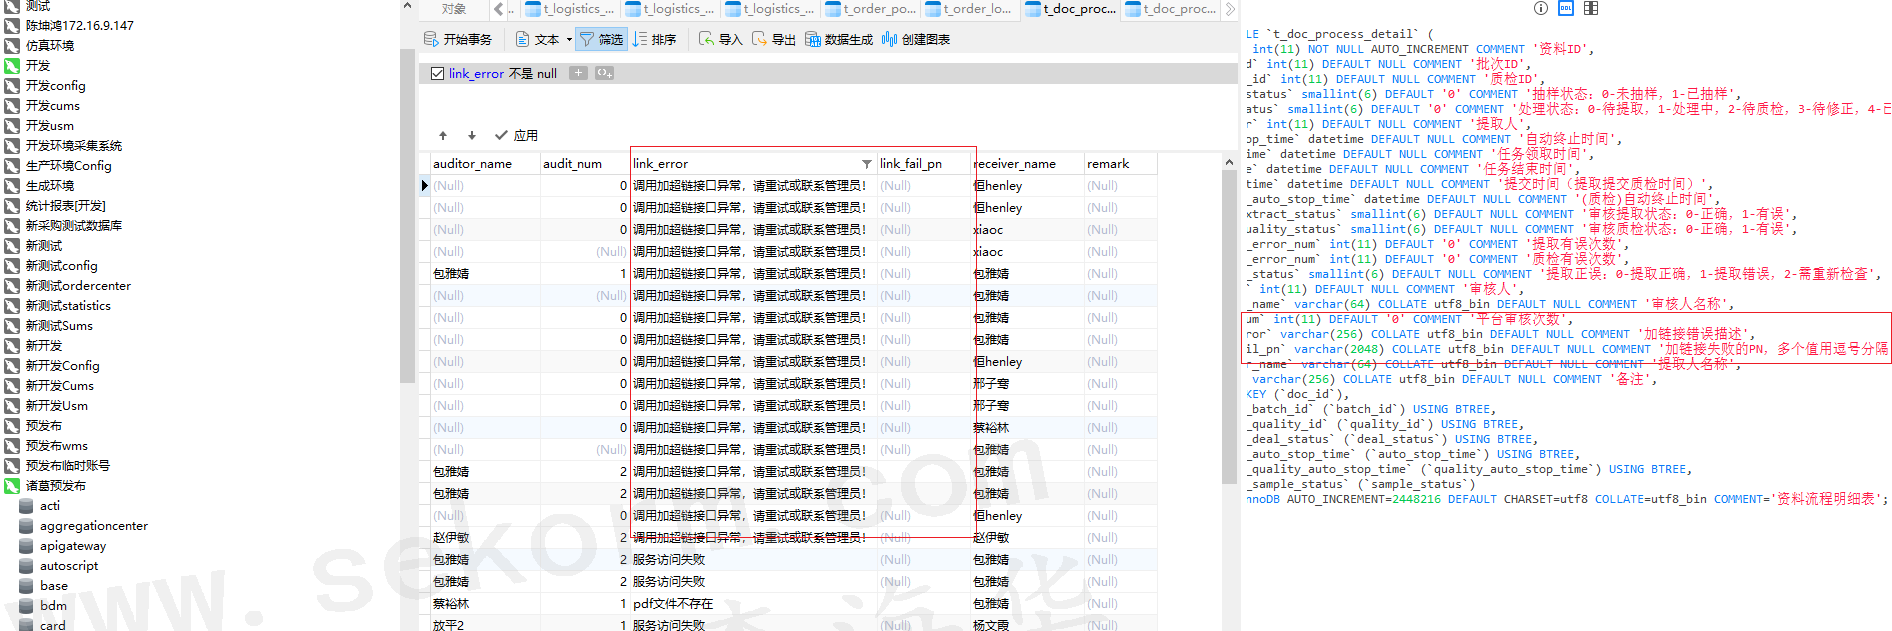 测试
陈坤鸿172.16.9.147
仿真环境
开发
开发config
开发cums
开发usm
开发环境采集系统
生产环境Config
生成环境
统计报表[开发]
新采购测试数据库
新测试
新测试config
新测试ordercenter
新测试statistics
新测试Sums
新开发
新开发Config
新开发Cums
新开发Usm
预发布
预发布wms
预发布临时账号
诸葛预发布
acti
aggregationcenter
apigateway
autoscript
base
bdm
card
对象 .. t_logistics_... t_logistics_... t_logistics_... t_order_po... t_order_lo... t_doc_proc... t_doc_proc...
开始事务 文本 筛选 排序 导入 导出 数据生成 创建图表
link_error 不是 null
应用
auditor_name audit_num link_error link_fail_pn receiver_name remark
(Null) 0 调用加超链接口异常，请重试或联系管理员! (Null) 恒henley (Null)
(Null) 0 调用加超链接口异常，请重试或联系管理员! (Null) 恒henley (Null)
(Null) 0 调用加超链接口异常，请重试或联系管理员! (Null) xiaoc (Null)
(Null) (Null) 调用加超链接口异常，请重试或联系管理员! (Null) xiaoc (Null)
包雅婧 1 调用加超链接口异常，请重试或联系管理员! (Null) 包雅婧 (Null)
(Null) (Null) 调用加超链接口异常，请重试或联系管理员! (Null) 包雅婧 (Null)
(Null) 0 调用加超链接口异常，请重试或联系管理员! (Null) 包雅婧 (Null)
(Null) 0 调用加超链接口异常，请重试或联系管理员! (Null) 包雅婧 (Null)
(Null) 0 调用加超链接口异常，请重试或联系管理员! (Null) 恒henley (Null)
(Null) 0 调用加超链接口异常，请重试或联系管理员! (Null) 邢子骞 (Null)
(Null) 0 调用加超链接口异常，请重试或联系管理员! (Null) 邢子骞 (Null)
(Null) 0 调用加超链接口异常，请重试或联系管理员! (Null) 蔡裕林 (Null)
(Null) (Null) 调用加超链接口异常，请重试或联系管理员! (Null) 包雅婧 (Null)
包雅婧 2 调用加超链接口异常，请重试或联系管理员! (Null) 包雅婧 (Null)
包雅婧 2 调用加超链接口异常，请重试或联系管理员! (Null) 包雅婧 (Null)
(Null) 0 调用加超链接口异常，请重试或联系管理员! (Null) 恒henley (Null)
赵伊敏 2 调用加超链接口异常，请重试或联系管理员! (Null) 赵伊敏 (Null)
包雅婧 2 服务访问失败 (Null) 包雅婧 (Null)
包雅婧 2 服务访问失败 (Null) 包雅婧 (Null)
蔡裕林 1 pdf文件不存在 (Null) 包雅婧 (Null)
放平2 1 服务访问失败 (Null) 杨文霞 (Null)
LE `t_doc_process_detail` (
int(11) NOT NULL AUTO_INCREMENT COMMENT '资料ID',
d` int(11) DEFAULT NULL COMMENT '批次ID',
_id` int(11) DEFAULT NULL COMMENT '质检ID',
status` smallint(6) DEFAULT '0' COMMENT '抽样状态：0-未抽样，1-已抽样',
atus` smallint(6) DEFAULT '0' COMMENT '处理状态：0-待提取，1-处理中，2-待质检，3-待修正，4-已
r` int(11) DEFAULT NULL COMMENT '提取人',
op_time` datetime DEFAULT NULL COMMENT '自动终止时间',
ime` datetime DEFAULT NULL COMMENT '任务领取时间',
e` datetime DEFAULT NULL COMMENT '任务结束时间',
time` datetime DEFAULT NULL COMMENT '提交时间（提取提交质检时间）',
_auto_stop_time` datetime DEFAULT NULL COMMENT '(质检)自动终止时间',
xtract_status` smallint(6) DEFAULT NULL COMMENT '审核提取状态：0-正确，1-有误',
uality_status` smallint(6) DEFAULT NULL COMMENT '审核质检状态：0-正确，1-有误',
_error_num` int(11) DEFAULT '0' COMMENT '提取有误次数',
_error_num` int(11) DEFAULT '0' COMMENT '质检有误次数',
_status` smallint(6) DEFAULT NULL COMMENT '提取正误：0-提取正确，1-提取错误，2-需重新检查',
` int(11) DEFAULT NULL COMMENT '审核人',
_name` varchar(64) COLLATE utf8_bin DEFAULT NULL COMMENT '审核人名称',
um` int(11) DEFAULT '0' COMMENT '平台审核次数',
ror` varchar(256) COLLATE utf8_bin DEFAULT NULL COMMENT '加链接错误描述',
il_pn` varchar(2048) COLLATE utf8_bin DEFAULT NULL COMMENT '加链接失败的PN，多个值用逗号分隔
r_name` varchar(64) COLLATE utf8_bin DEFAULT NULL COMMENT '提取人名称',
varchar(256) COLLATE utf8_bin DEFAULT NULL COMMENT '备注',
KEY (`doc_id`),
_batch_id` (`batch_id`) USING BTREE,
_quality_id` (`quality_id`) USING BTREE,
_deal_status` (`deal_status`) USING BTREE,
_auto_stop_time` (`auto_stop_time`) USING BTREE,
_quality_auto_stop_time` (`quality_auto_stop_time`) USING BTREE,
_sample_status` (`sample_status`)
nnoDB AUTO_INCREMENT=2448216 DEFAULT CHARSET=utf8 COLLATE=utf8_bin COMMENT='资料流程明细表';
www.sekorm.com